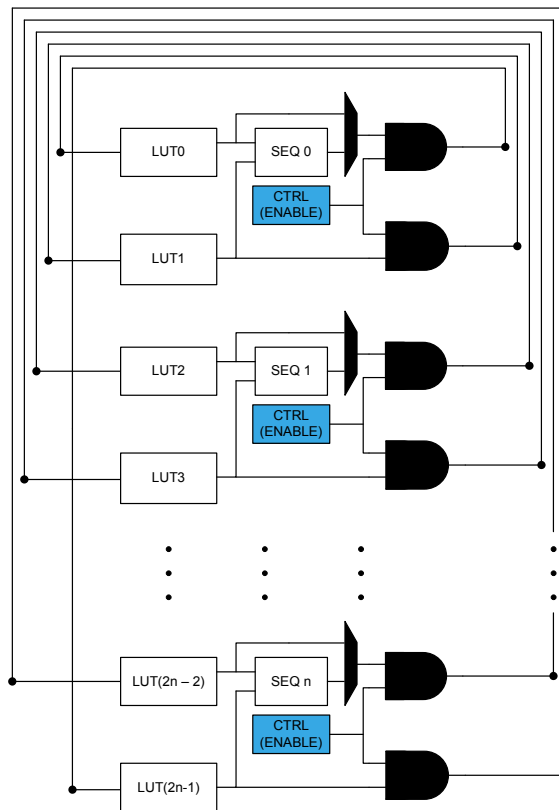 LUT0
SEQ 0
CTRL
(ENABLE)
LUT1
LUT2
SEQ 1
CTRL
(ENABLE)
LUT3
LUT(2n – 2)
SEQ n
CTRL
(ENABLE)
LUT(2n-1)